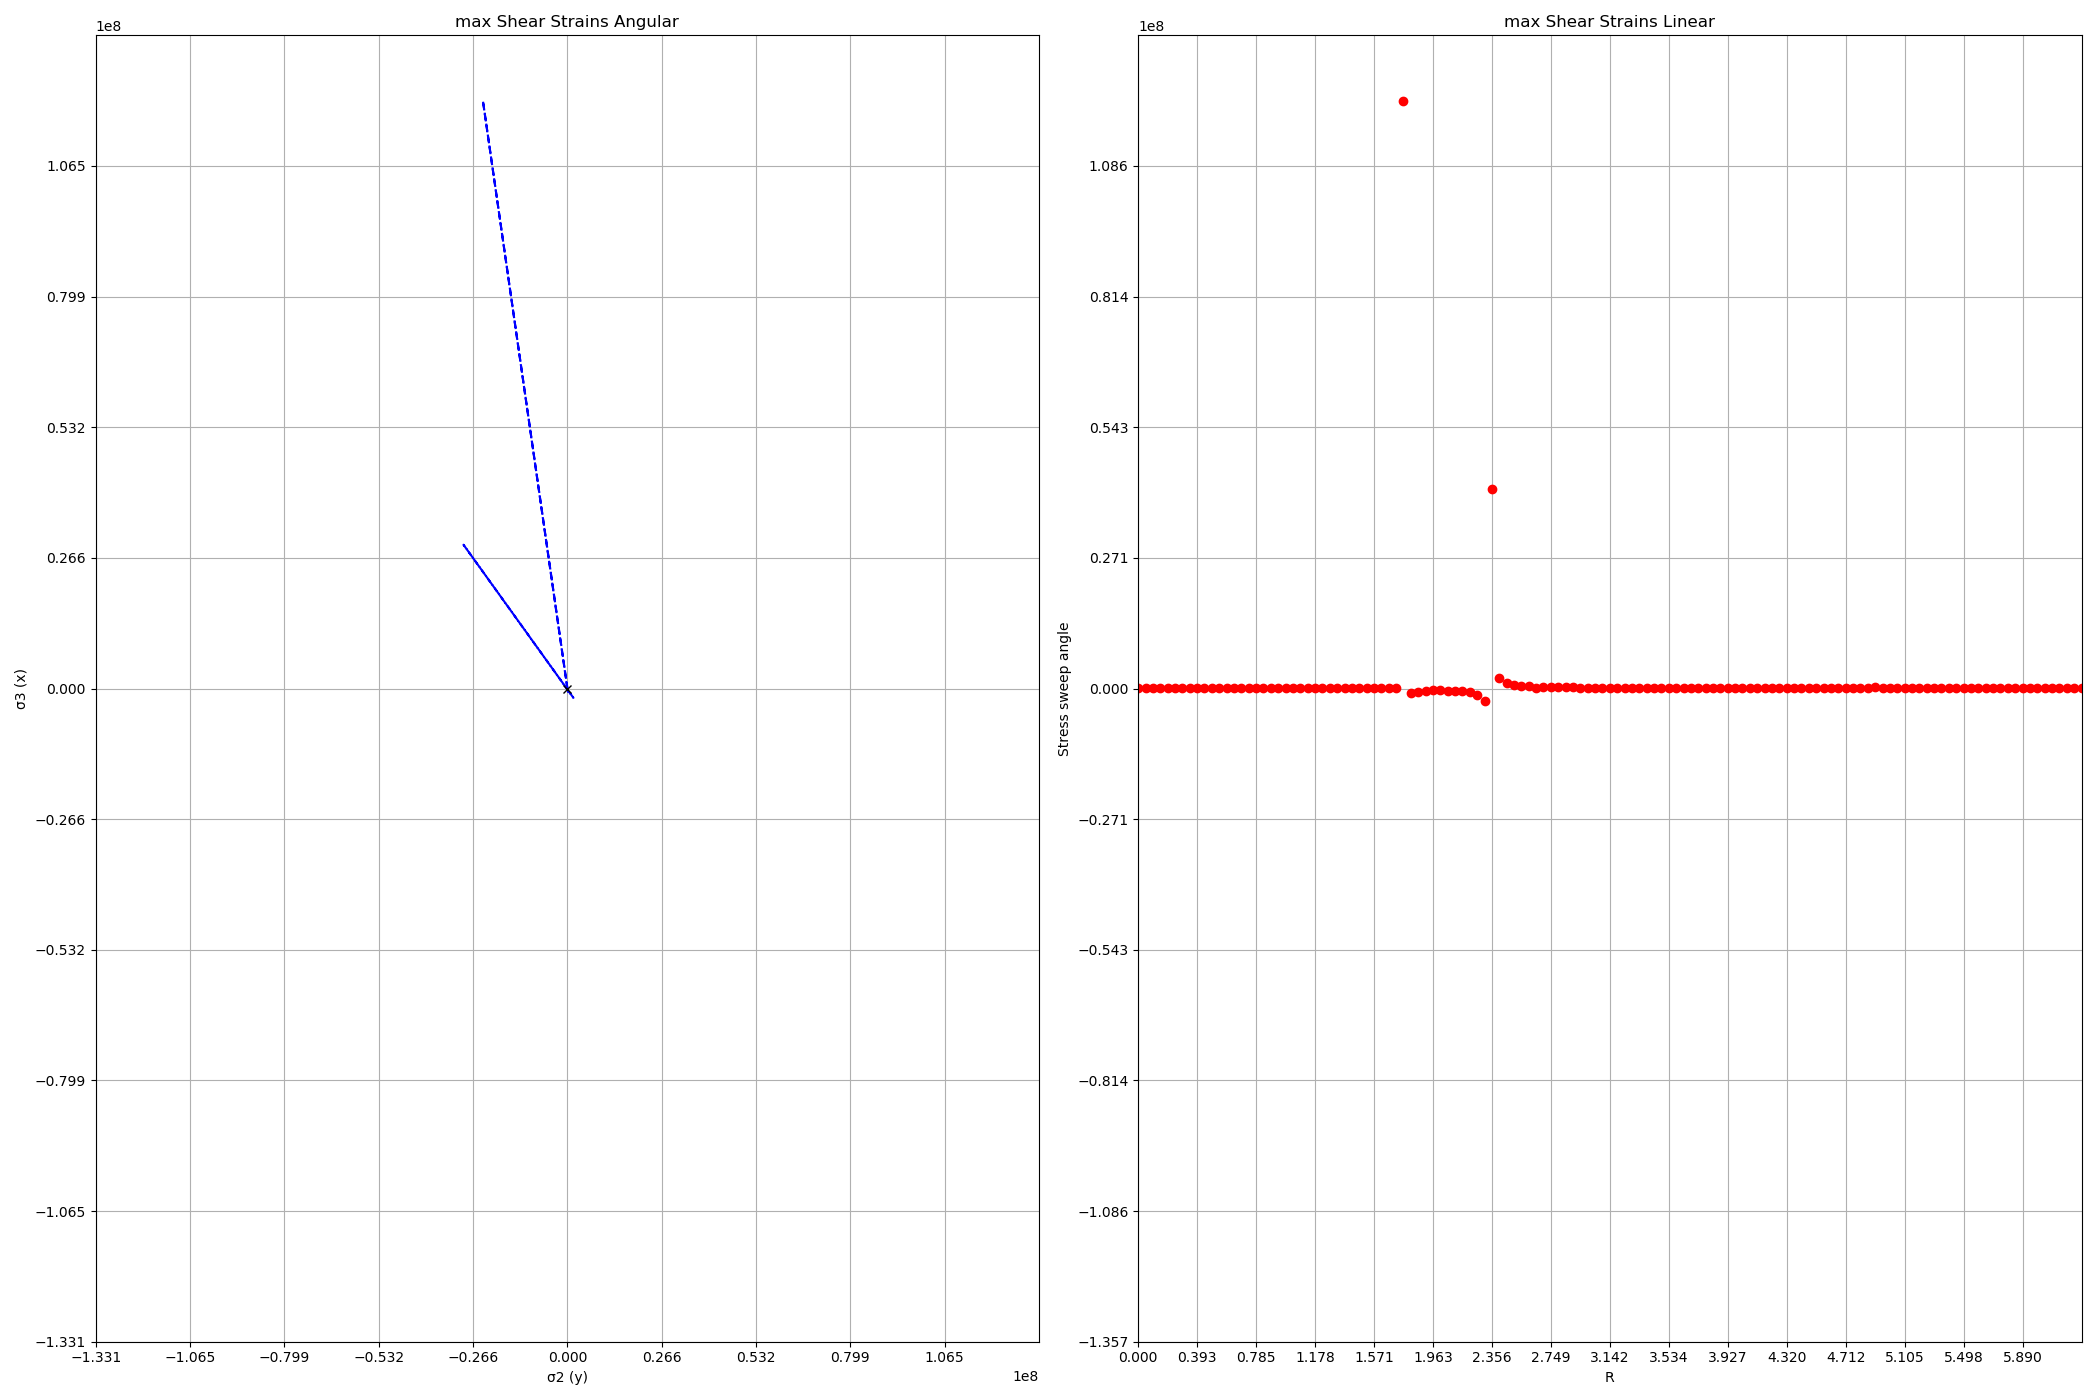 max Shear Strains Angular
1e8
1.065
0.799
0.532
0.266
0.000
−0.266
−0.532
−0.799
−1.065
−1.331
σ3 (x)
−1.331 −1.065 −0.799 −0.532 −0.266 0.000 0.266 0.532 0.799 1.065
1e8
σ2 (y)
max Shear Strains Linear
1e8
1.086
0.814
0.543
0.271
0.000
−0.271
−0.543
−0.814
−1.086
−1.357
Stress sweep angle
0.000 0.393 0.785 1.178 1.571 1.963 2.356 2.749 3.142 3.534 3.927 4.320 4.712 5.105 5.498 5.890
R